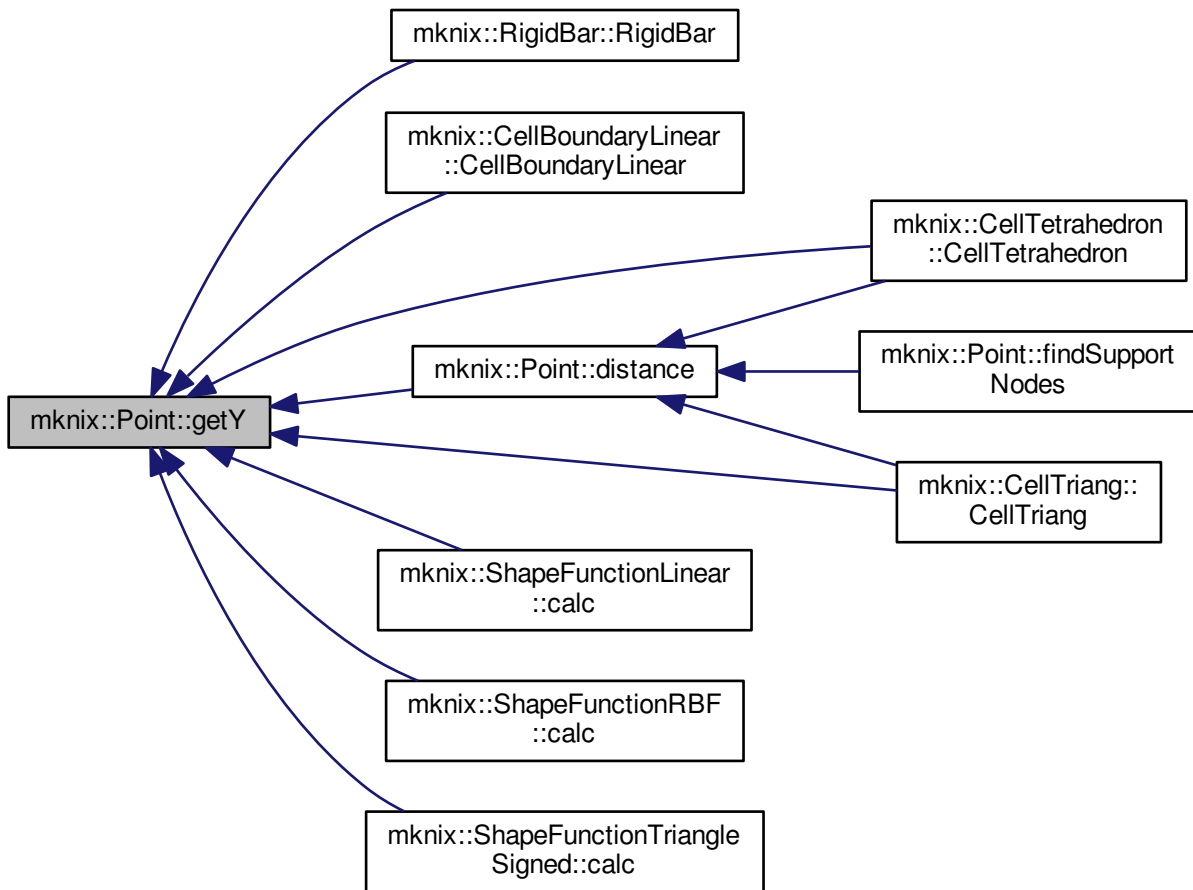 mknix::RigidBar::RigidBar
mknix::CellBoundaryLinear
::CellBoundaryLinear
mknix::CellTetrahedron
::CellTetrahedron
mknix::Point::distance
mknix::Point::findSupport
Nodes
mknix::Point::getY
mknix::CellTriang::
CellTriang
mknix::ShapeFunctionLinear
::calc
mknix::ShapeFunctionRBF
::calc
mknix::ShapeFunctionTriangle
Signed::calc